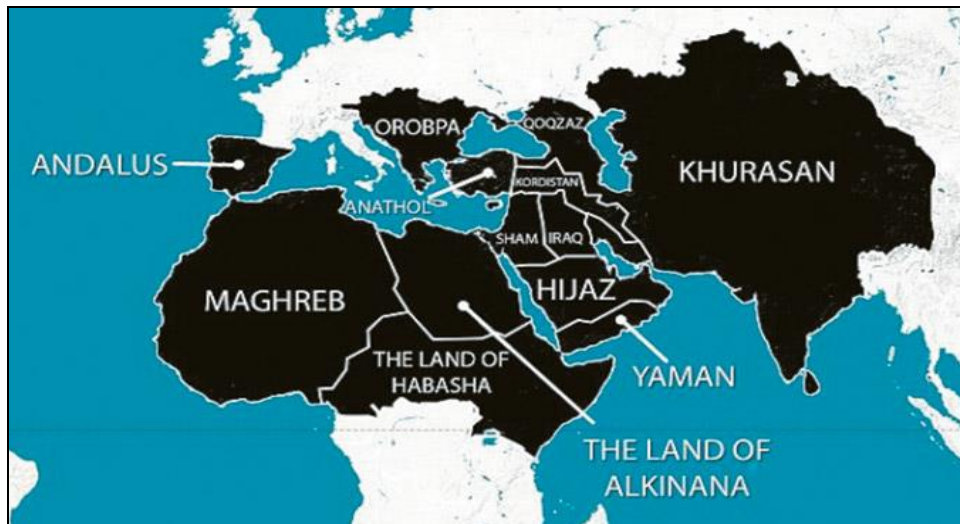 OROBPA
QOQZAZ
ANDALUS
KHURASAN
KORDISTAN
ANATHOL
SHAM
IRAQ
MAGHREB
HIJAZ
THE LAND OF
HABASHA
YAMAN
THE LAND OF
ALKINANA